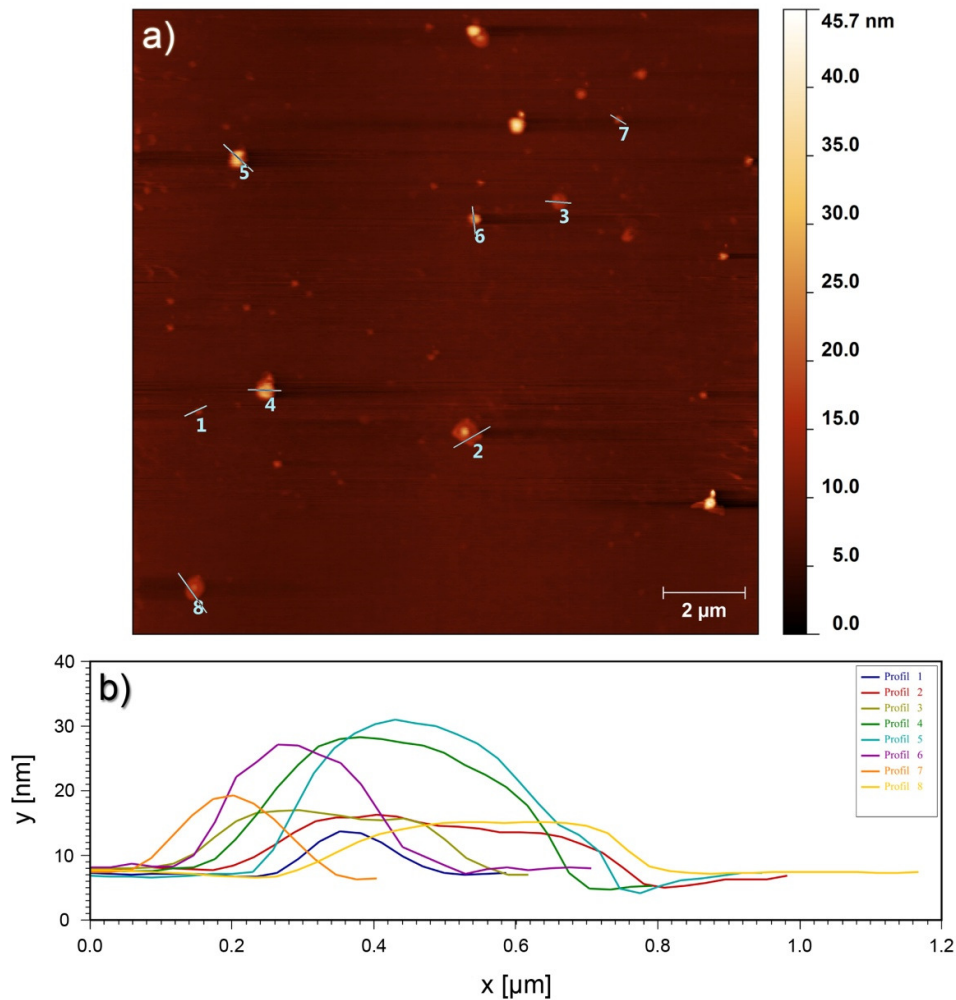 a)
45.7 nm
40.0
35.0
30.0
25.0
20.0
15.0
10.0
5.0
0.0
7
5
3
6
4
1
2
8
2 µm
b)
y [nm]
40
30
20
10
0
Profil 1
Profil 2
Profil 3
Profil 4
Profil 5
Profil 6
Profil 7
Profil 8
0.0 0.2 0.4 0.6 0.8 1.0 1.2
x [µm]